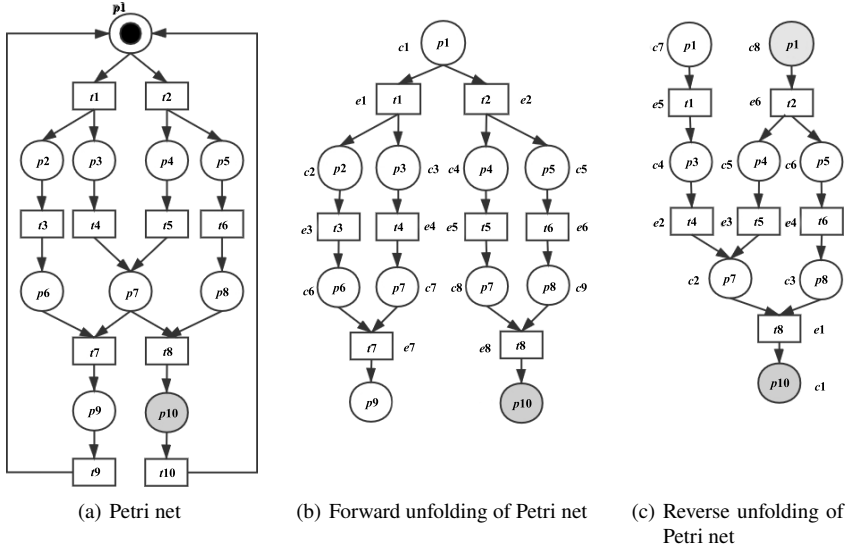 p1
p1
t1 t2
p2 p3 p4 p5
t3 t4 t5 t6
p6 p7 p8
t7 t8
p9 p10
t9 t10
(a) Petri net
c1 p1
e1 t1 t2 e2
c2 p2 p3 c3 c4 p4 p5 c5
e3 t3 t4 e4 e5 t5 t6 e6
c6 p6 p7 c7 c8 p7 p8 c9
t7 e7 e8 t8
p9 p10
(b) Forward unfolding of Petri net
c7 p1 c8 p1
e5 t1 e6 t2
c4 p3 c5 p4 c6 p5
e2 t4 e3 t5 e4 t6
c2 p7 c3 p8
t8 e1
p10 c1
(c) Reverse unfolding of
Petri net